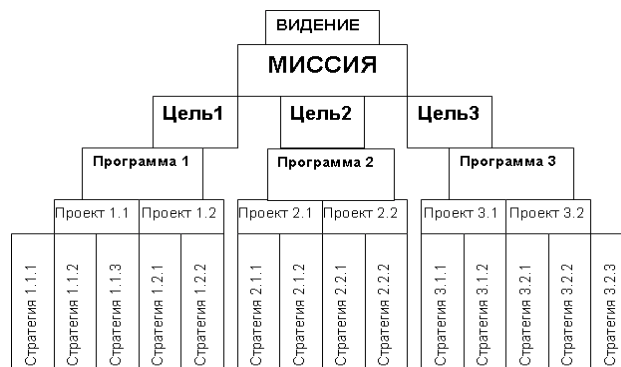 ВИДЕНИЕ
МИССИЯ
Цель1 Цель2 Цель3
Программа 1 Программа 2 Программа 3
Проект 1.1 Проект 1.2 Проект 2.1 Проект 2.2 Проект 3.1 Проект 3.2
Стратегия 1.1.1
Стратегия 1.1.2
Стратегия 1.1.3
Стратегия 1.2.1
Стратегия 1.2.2
Стратегия 2.1.1
Стратегия 2.1.2
Стратегия 2.2.1
Стратегия 2.2.2
Стратегия 3.1.1
Стратегия 3.1.2
Стратегия 3.2.1
Стратегия 3.2.2
Стратегия 3.2.3